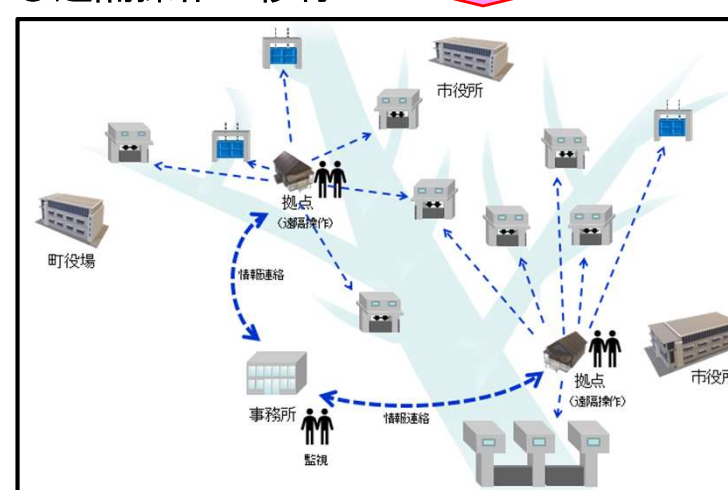 市役所
拠点
（遠隔操作）
町役場
情報連絡
拠点
（遠隔操作）
市役所
事務所
情報連絡
監視